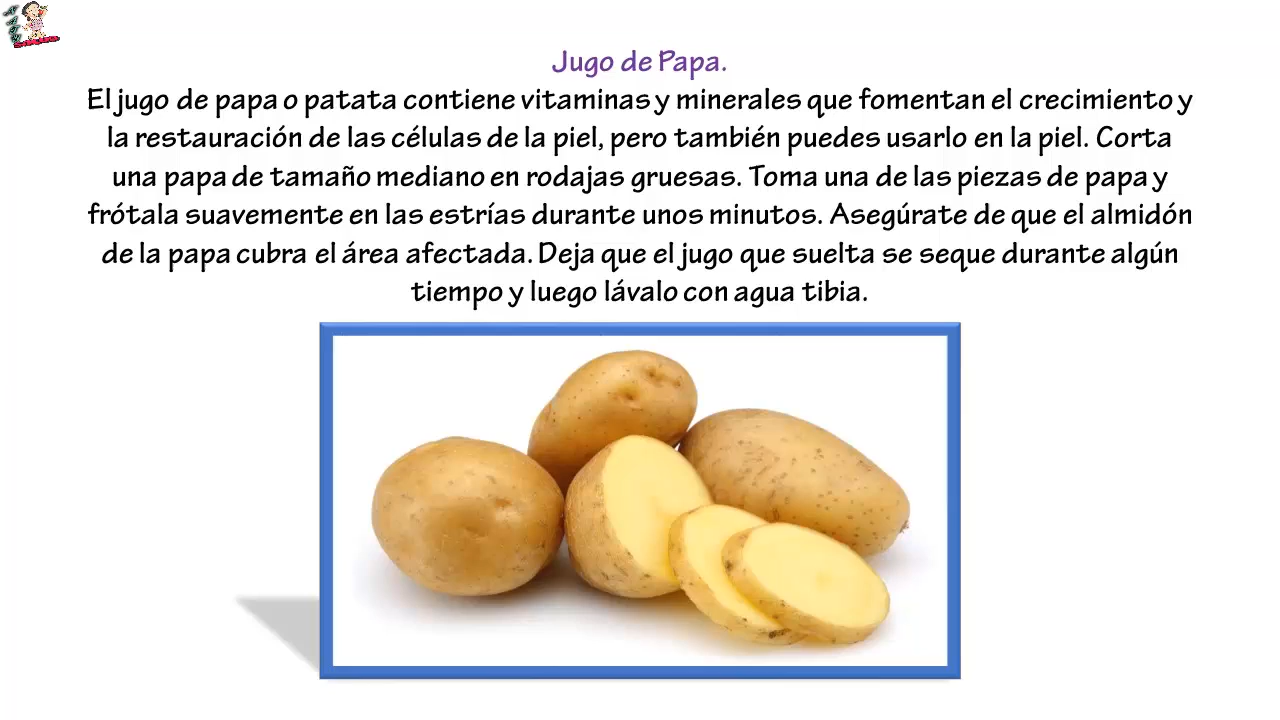 Jugo de Papa.
El jugo de papa o patata contiene vitaminas y minerales que fomentan el crecimiento y
la restauración de las células de la piel, pero también puedes usarlo en la piel. Corta
una papa de tamaño mediano en rodajas gruesas. Toma una de las piezas de papa y
frótala suavemente en las estrías durante unos minutos. Asegúrate de que el almidón
de la papa cubra el área afectada. Deja que el jugo que suelta se seque durante algún
tiempo y luego lávalo con agua tibia.